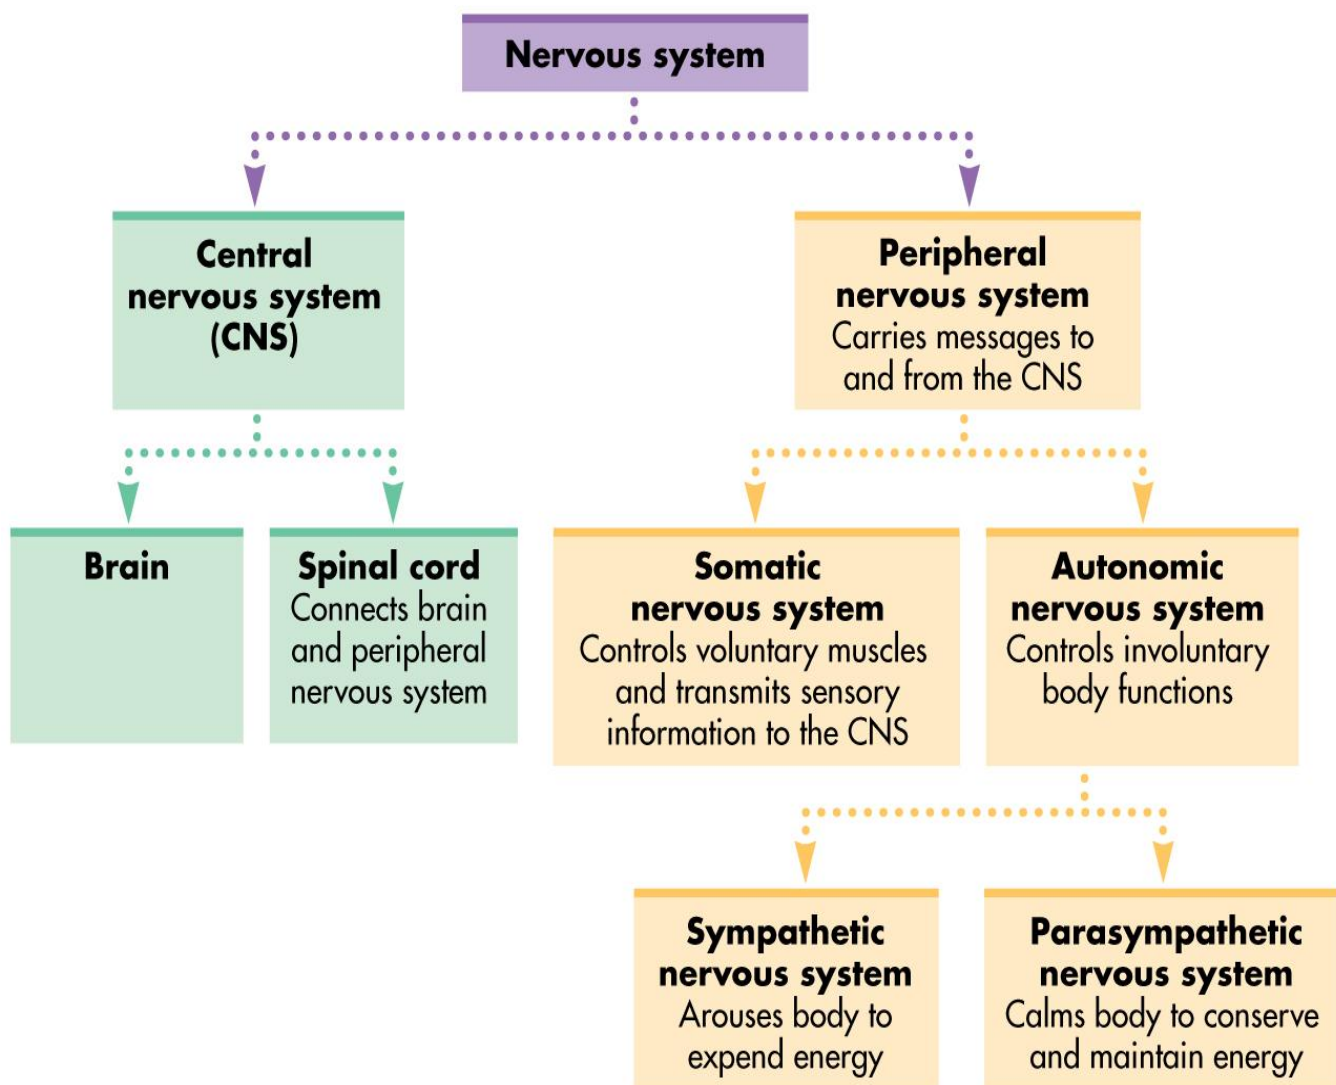 Nervous system
Central
nervous system
(CNS)
Peripheral
nervous system
Carries messages to
and from the CNS
Brain
Spinal cord
Connects brain
and peripheral
nervous system
Somatic
nervous system
Controls voluntary muscles
and transmits sensory
information to the CNS
Autonomic
nervous system
Controls involuntary
body functions
Sympathetic
nervous system
Arouses body to
expend energy
Parasympathetic
nervous system
Calms body to conserve
and maintain energy